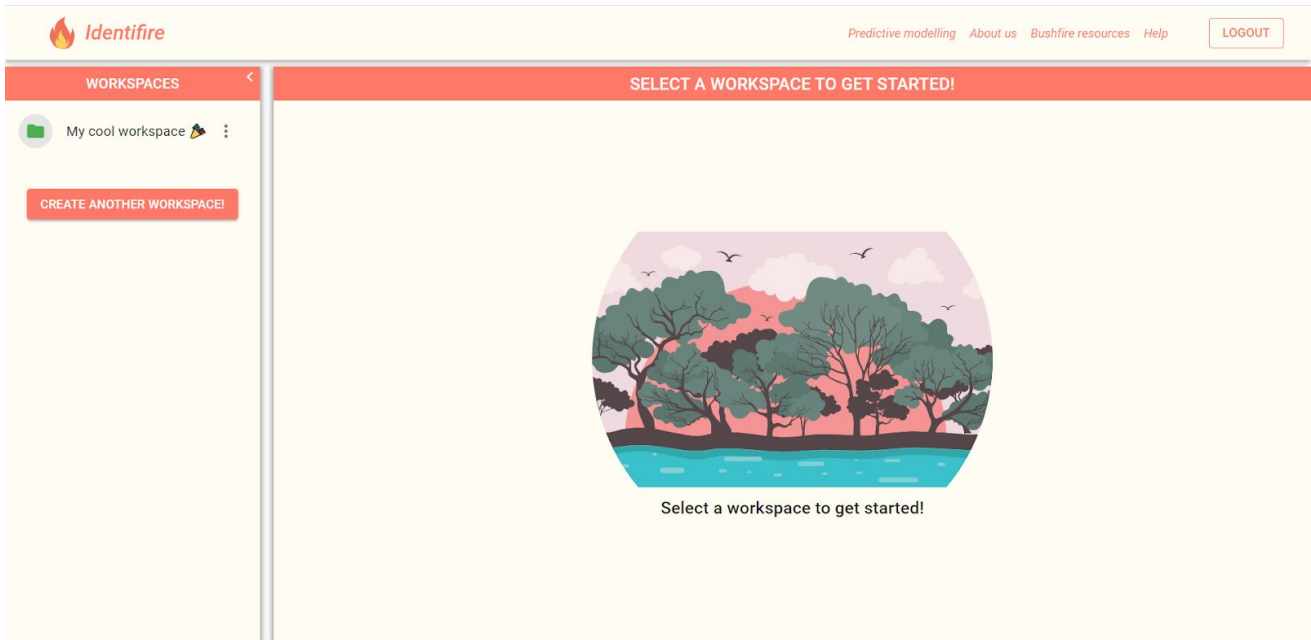 Identifire
Predictive modelling About us Bushfire resources Help LOGOUT
WORKSPACES
SELECT A WORKSPACE TO GET STARTED!
My cool workspace 🎉
CREATE ANOTHER WORKSPACE!
Select a workspace to get started!